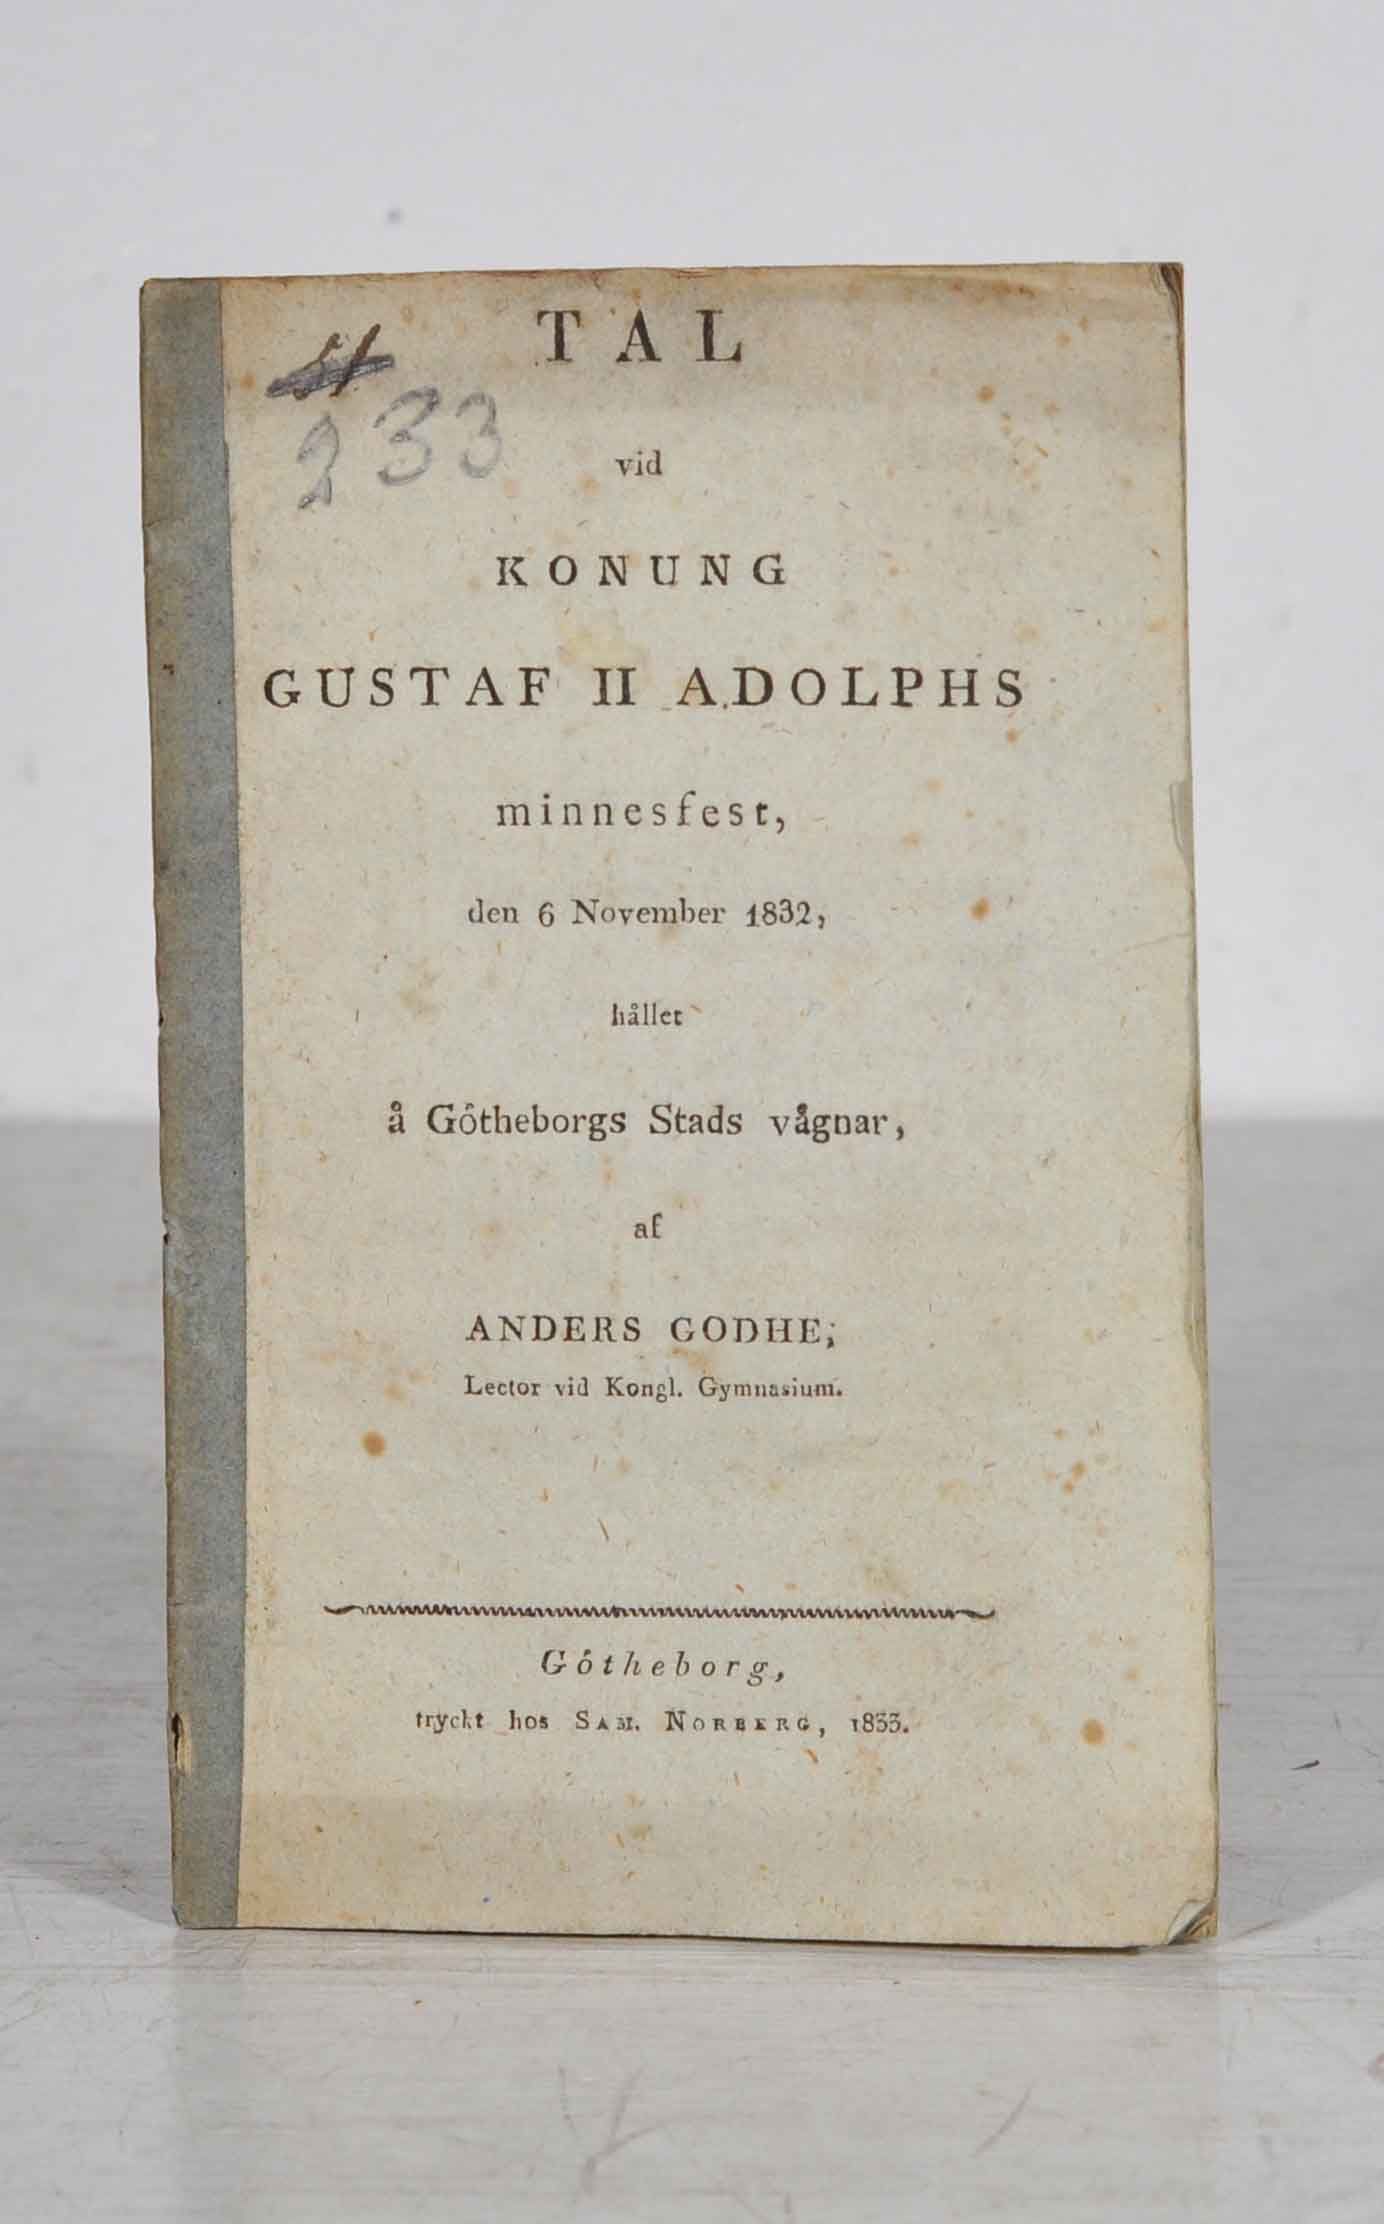 TAL
233
vid
KONUNG
GUSTAF II ADOLPHS
minnesfest,
den 6 November 1832,
hållet
å Götheborgs Stads vägnar,
af
ANDERS GODHE,
Lector vid Kongl. Gymnasium.
Götheborg,
tryckt hos SAM. NORBERG, 1833.